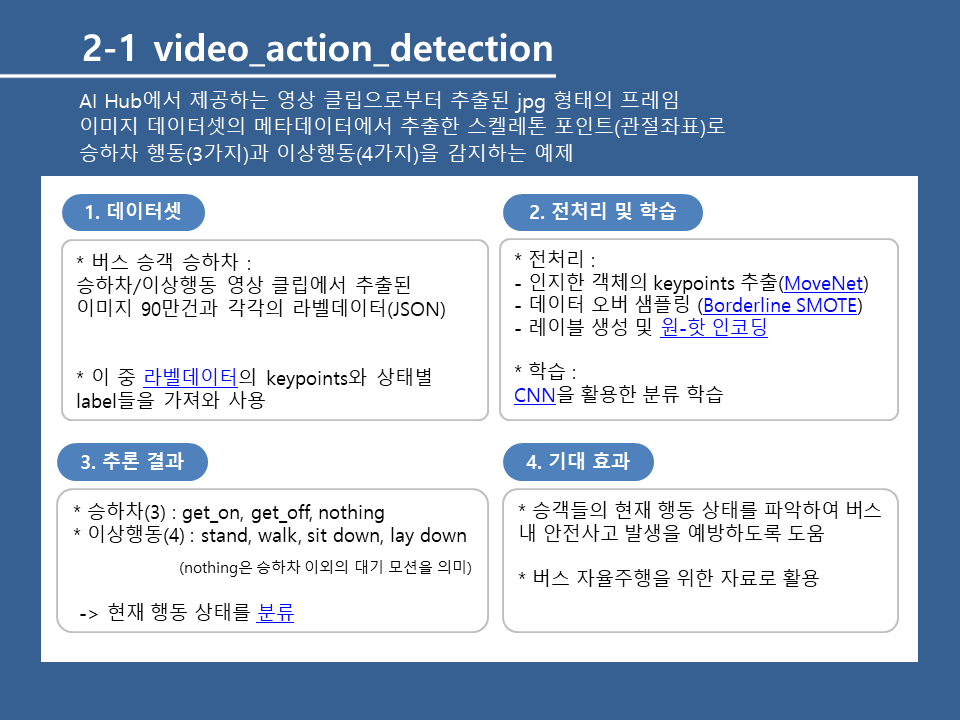 2-1 video_action_detection
AI Hub에서 제공하는 영상 클립으로부터 추출된 jpg 형태의 프레임
이미지 데이터셋의 메타데이터에서 추출한 스켈레톤 포인트(관절좌표)로
승하차 행동(3가지)과 이상행동(4가지)을 감지하는 예제
1. 데이터셋
* 버스 승객 승하차 :
승하차/이상행동 영상 클립에서 추출된
이미지 90만건과 각각의 라벨데이터(JSON)
* 이 중 라벨데이터의 keypoints와 상태별
label들을 가져와 사용
2. 전처리 및 학습
* 전처리 :
- 인지한 객체의 keypoints 추출(MoveNet)
- 데이터 오버 샘플링 (Borderline SMOTE)
- 레이블 생성 및 원-핫 인코딩
* 학습 :
CNN을 활용한 분류 학습
3. 추론 결과
* 승하차(3) : get_on, get_off, nothing
* 이상행동(4) : stand, walk, sit down, lay down
(nothing은 승하차 이외의 대기 모션을 의미)
-> 현재 행동 상태를 분류
4. 기대 효과
* 승객들의 현재 행동 상태를 파악하여 버스
내 안전사고 발생을 예방하도록 도움
* 버스 자율주행을 위한 자료로 활용